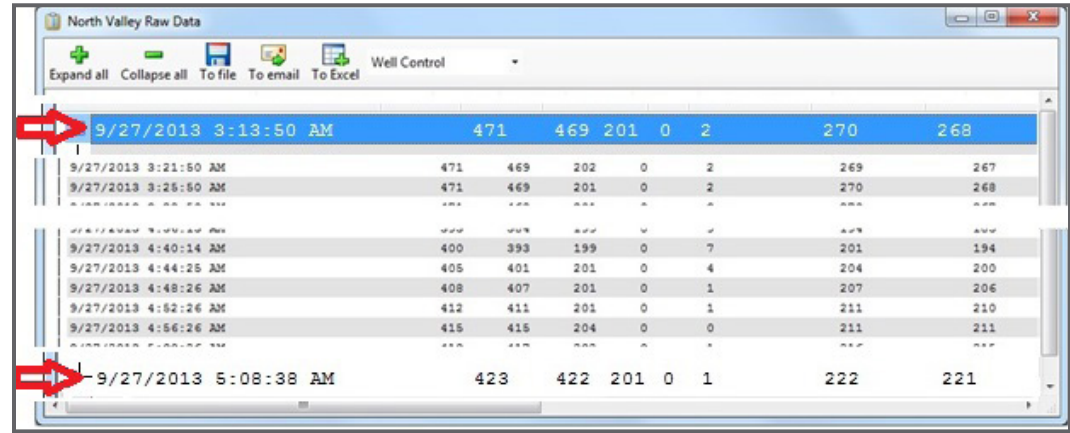 North Valley Raw Data
Expand all Collapse all To file To email To Excel Well Control
9/27/2013 3:13:50 AM 471 469 201 0 2 270 268
9/27/2013 3:21:50 AM 471 469 202 0 2 269 267
9/27/2013 3:25:50 AM 471 469 201 0 2 270 268
9/27/2013 4:40:14 AM 400 393 199 0 7 201 194
9/27/2013 4:44:25 AM 405 401 201 0 4 204 200
9/27/2013 4:48:26 AM 408 407 201 0 1 207 206
9/27/2013 4:52:26 AM 412 411 201 0 1 211 210
9/27/2013 4:56:26 AM 415 415 204 0 0 211 211
9/27/2013 5:08:38 AM 423 422 201 0 1 222 221